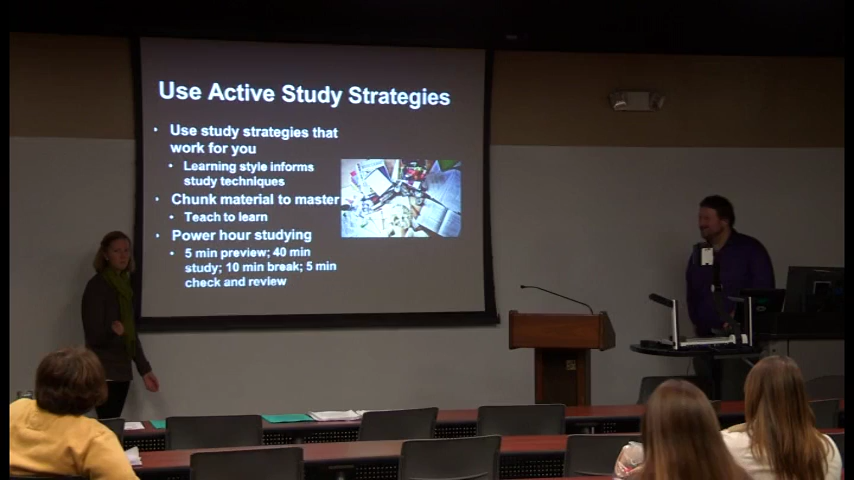 Use Active Study Strategies
• Use study strategies that
work for you
• Learning style informs
study techniques
• Chunk material to master
• Teach to learn
• Power hour studying
• 5 min preview; 40 min
study; 10 min break; 5 min
check and review